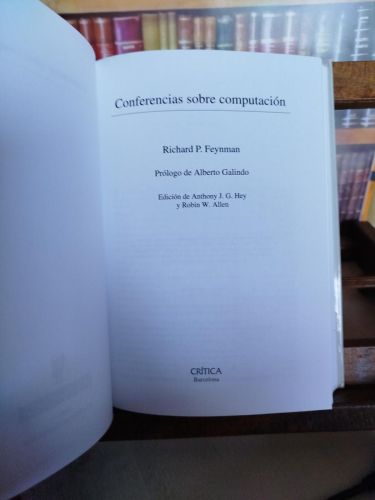 Conferencias sobre computación
Richard P. Feynman
Prólogo de Alberto Galindo
Edición de Anthony J. G. Hey
y Robin W. Allen
CRÍTICA
Barcelona